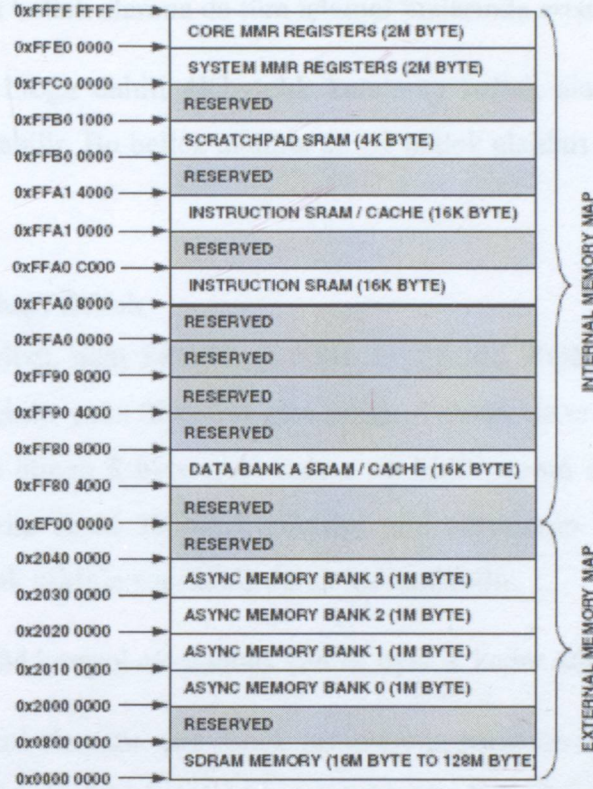 0xFFFF FFFF
CORE MMR REGISTERS (2M BYTE)
0xFFE0 0000
SYSTEM MMR REGISTERS (2M BYTE)
0xFFC0 0000
RESERVED
0xFFB0 1000
SCRATCHPAD SRAM (4K BYTE)
0xFFB0 0000
RESERVED
0xFFA1 4000
INSTRUCTION SRAM / CACHE (16K BYTE)
0xFFA1 0000
RESERVED
0xFFA0 C000
INSTRUCTION SRAM (16K BYTE)
0xFFA0 8000
RESERVED
0xFFA0 0000
RESERVED
0xFF90 8000
RESERVED
0xFF90 4000
RESERVED
0xFF80 8000
DATA BANK A SRAM / CACHE (16K BYTE)
0xFF80 4000
RESERVED
0xEF00 0000
RESERVED
0x2040 0000
ASYNC MEMORY BANK 3 (1M BYTE)
0x2030 0000
ASYNC MEMORY BANK 2 (1M BYTE)
0x2020 0000
ASYNC MEMORY BANK 1 (1M BYTE)
0x2010 0000
ASYNC MEMORY BANK 0 (1M BYTE)
0x2000 0000
RESERVED
0x0800 0000
SDRAM MEMORY (16M BYTE TO 128M BYTE)
0x0000 0000
INTERNAL MEMORY MAP
EXTERNAL MEMORY MAP